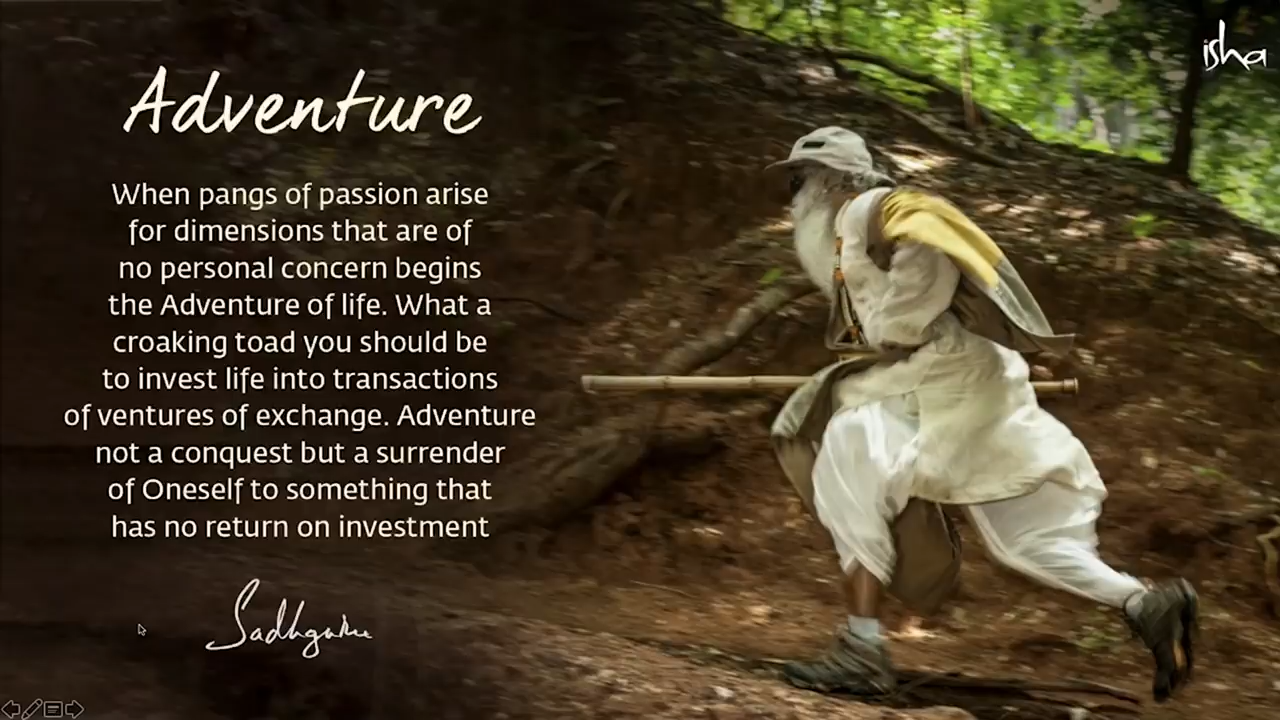 isha
Adventure
When pangs of passion arise
for dimensions that are of
no personal concern begins
the Adventure of life. What a
croaking toad you should be
to invest life into transactions
of ventures of exchange. Adventure
not a conquest but a surrender
of Oneself to something that
has no return on investment
Sadhguru